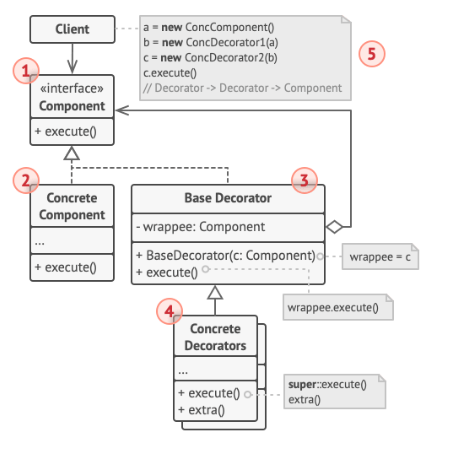 Client
a = new ConcComponent()
b = new ConcDecorator1(a)
c = new ConcDecorator2(b)
c.execute()
// Decorator -> Decorator -> Component
5
1
«interface»
Component
+ execute()
2
Concrete
Component
...
+ execute()
3
Base Decorator
- wrappee: Component
+ BaseDecorator(c: Component)
+ execute()
wrappee = c
wrappee.execute()
4
Concrete
Decorators
...
+ execute()
+ extra()
super::execute()
extra()